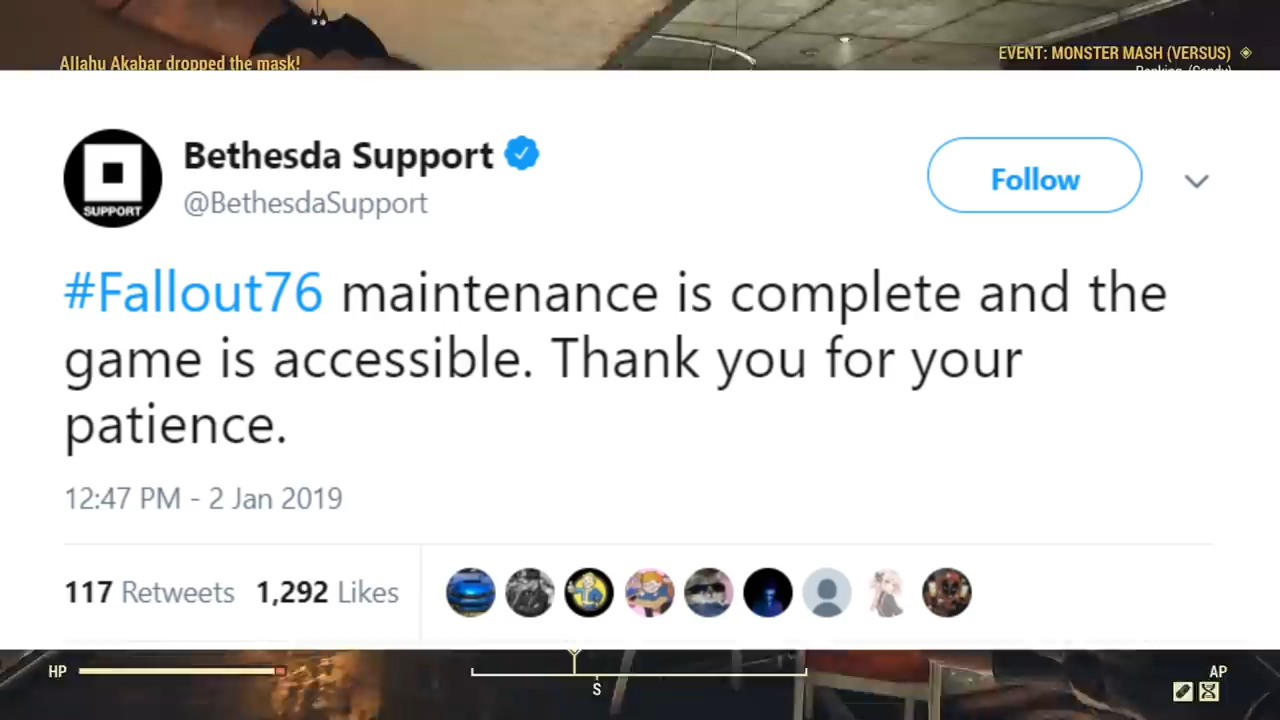 Allahu Akabar dropped the mask!
EVENT: MONSTER MASH (VERSUS)
Ranking (Candy)
SUPPORT
Bethesda Support
@BethesdaSupport
Follow
#Fallout76 maintenance is complete and the
game is accessible. Thank you for your
patience.
12:47 PM - 2 Jan 2019
117 Retweets 1,292 Likes
HP
S
AP